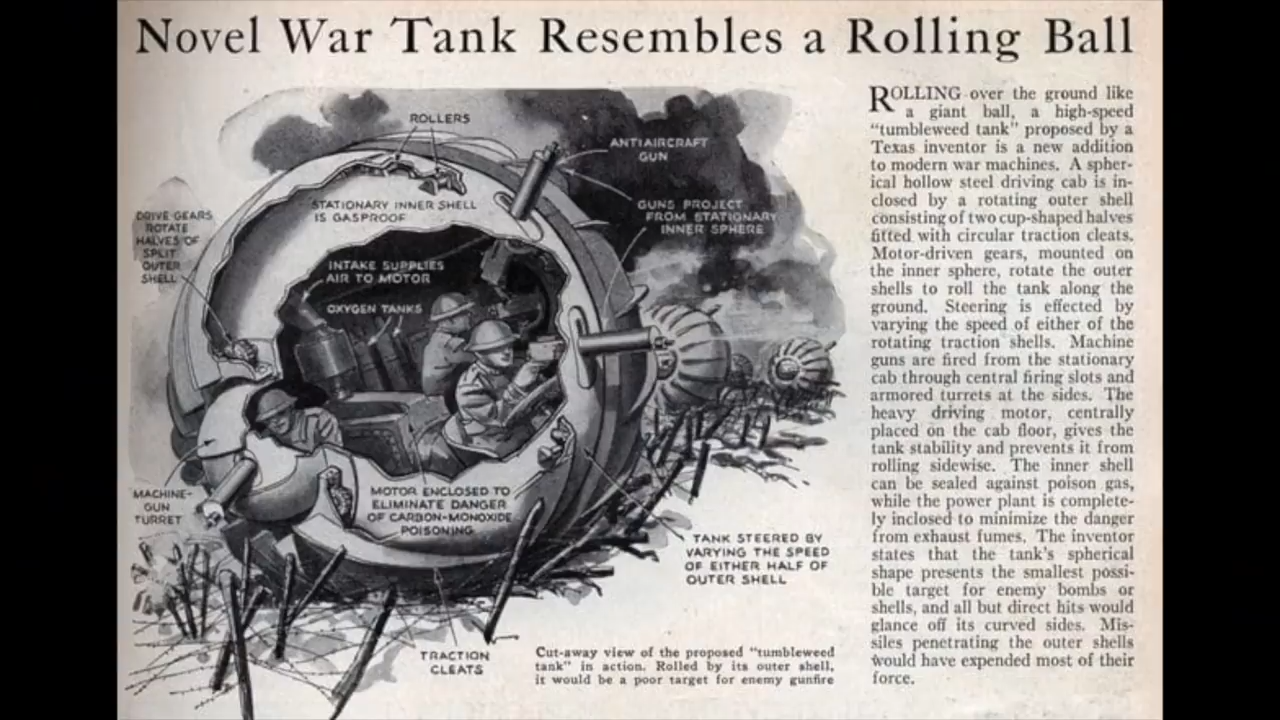 Novel War Tank Resembles a Rolling Ball
ROLLERS
ANTIAIRCRAFT
GUN
STATIONARY INNER SHELL
IS GASPROOF
GUNS PROJECT
FROM STATIONARY
INNER SPHERE
DRIVE GEARS
ROTATE
HALVES OF
SPLIT
OUTER
SHELL
INTAKE SUPPLIES
AIR TO MOTOR
OXYGEN TANKS
MACHINE-
GUN
TURRET
MOTOR ENCLOSED TO
ELIMINATE DANGER
OF CARBON-MONOXIDE
POISONING
TANK STEERED BY
VARYING THE SPEED
OF EITHER HALF OF
OUTER SHELL
TRACTION
CLEATS
Cut-away view of the proposed "tumbleweed
tank" in action. Rolled by its outer shell,
it would be a poor target for enemy gunfire
ROLLING over the ground like
a giant ball, a high-speed
"tumbleweed tank" proposed by a
Texas inventor is a new addition
to modern war machines. A spher-
ical hollow steel driving cab is in-
closed by a rotating outer shell
consisting of two cup-shaped halves
fitted with circular traction cleats.
Motor-driven gears, mounted on
the inner sphere, rotate the outer
shells to roll the tank along the
ground. Steering is effected by
varying the speed of either of the
rotating traction shells. Machine
guns are fired from the stationary
cab through central firing slots and
armored turrets at the sides. The
heavy driving motor, centrally
placed on the cab floor, gives the
tank stability and prevents it from
rolling sidewise. The inner shell
can be sealed against poison gas,
while the power plant is complete-
ly inclosed to minimize the danger
from exhaust fumes. The inventor
states that the tank's spherical
shape presents the smallest possi-
ble target for enemy bombs or
shells, and all but direct hits would
glance off its curved sides. Mis-
siles penetrating the outer shells
would have expended most of their
force.